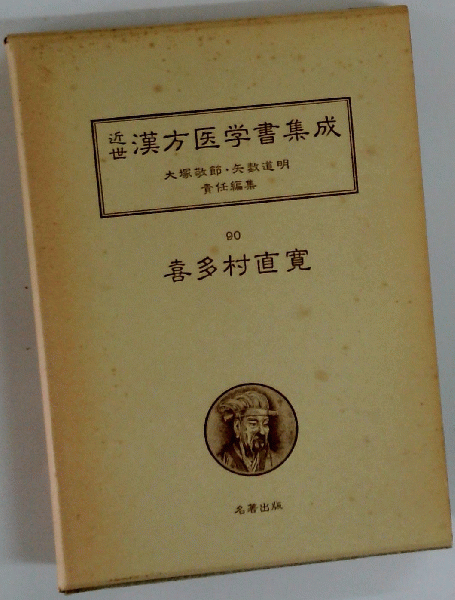 近世漢方医学書集成
大塚敬節・矢数道明
責任編集
90
喜多村直寛
名著出版